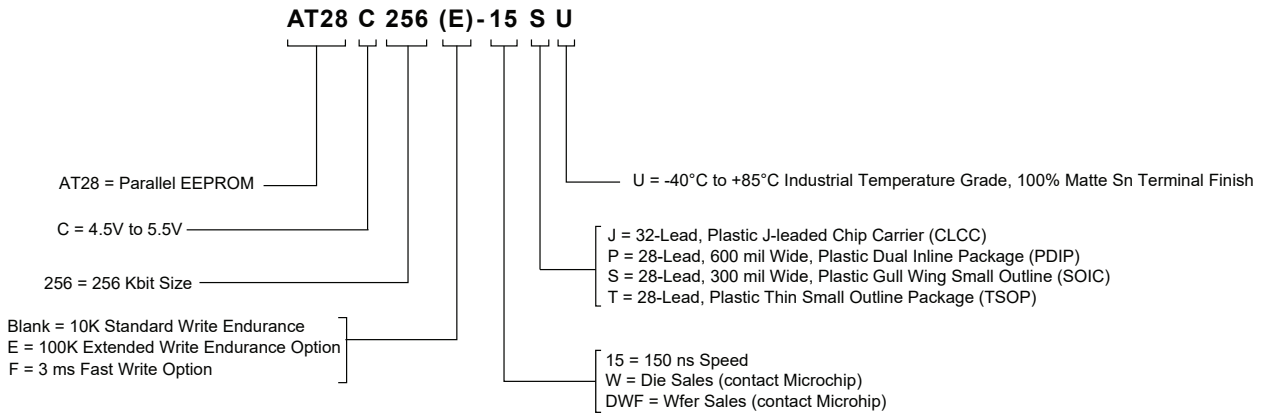 AT28 C 256 (E)-15 S U
AT28 = Parallel EEPROM
U = -40°C to +85°C Industrial Temperature Grade, 100% Matte Sn Terminal Finish
C = 4.5V to 5.5V
J = 32-Lead, Plastic J-leaded Chip Carrier (CLCC)
P = 28-Lead, 600 mil Wide, Plastic Dual Inline Package (PDIP)
S = 28-Lead, 300 mil Wide, Plastic Gull Wing Small Outline (SOIC)
T = 28-Lead, Plastic Thin Small Outline Package (TSOP)
256 = 256 Kbit Size
Blank = 10K Standard Write Endurance
E = 100K Extended Write Endurance Option
F = 3 ms Fast Write Option
15 = 150 ns Speed
W = Die Sales (contact Microchip)
DWF = Wfer Sales (contact Microhip)